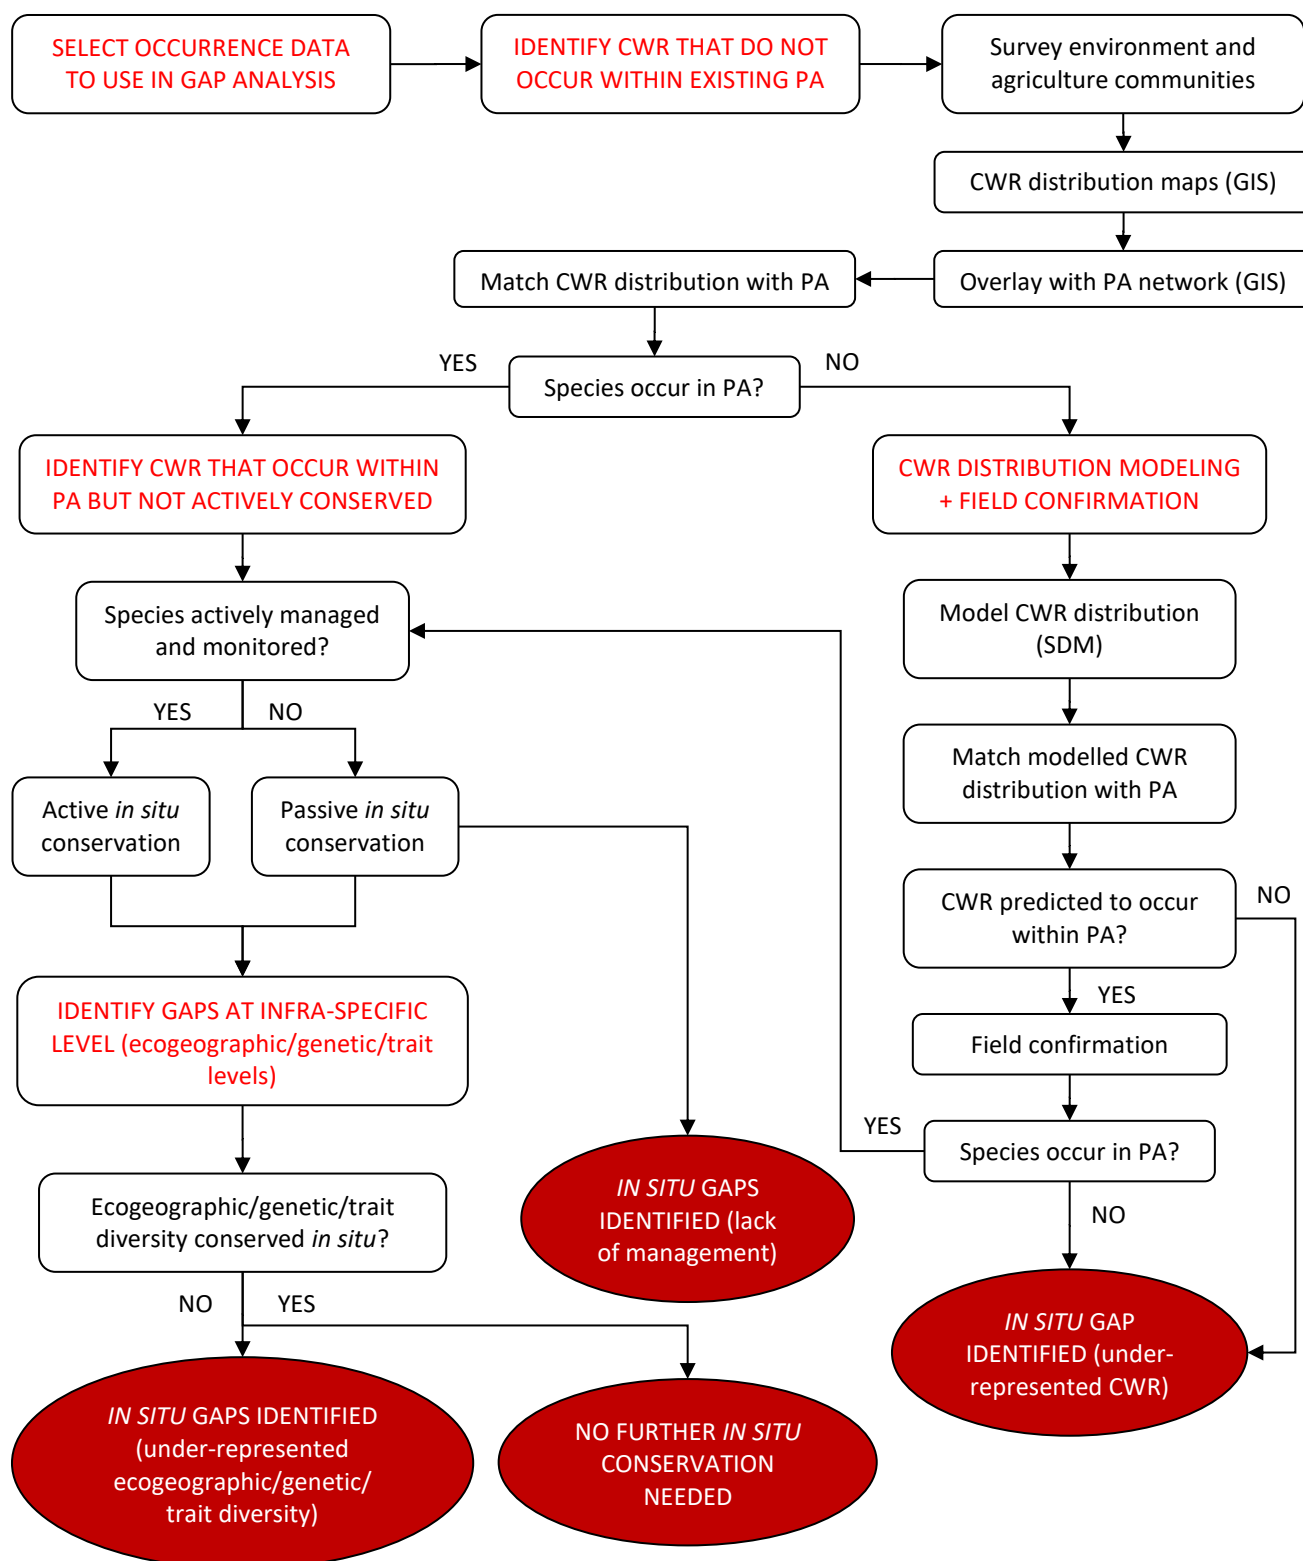 SELECT OCCURRENCE DATA
TO USE IN GAP ANALYSIS
IDENTIFY CWR THAT DO NOT
OCCUR WITHIN EXISTING PA
Survey environment and
agriculture communities
CWR distribution maps (GIS)
Match CWR distribution with PA
Overlay with PA network (GIS)
YES
Species occur in PA?
NO
IDENTIFY CWR THAT OCCUR WITHIN
PA BUT NOT ACTIVELY CONSERVED
CWR DISTRIBUTION MODELING
+ FIELD CONFIRMATION
Species actively managed
and monitored?
Model CWR distribution
(SDM)
YES
NO
Active in situ
conservation
Passive in situ
conservation
Match modelled CWR
distribution with PA
CWR predicted to occur
within PA?
NO
YES
IDENTIFY GAPS AT INFRA-SPECIFIC
LEVEL (ecogeographic/genetic/trait
levels)
Field confirmation
YES
Species occur in PA?
NO
Ecogeographic/genetic/trait
diversity conserved in situ?
IN SITU GAPS
IDENTIFIED (lack
of management)
NO
YES
IN SITU GAP
IDENTIFIED (under-
represented CWR)
IN SITU GAPS IDENTIFIED
(under-represented
ecogeographic/genetic/
trait diversity)
NO FURTHER IN SITU
CONSERVATION
NEEDED